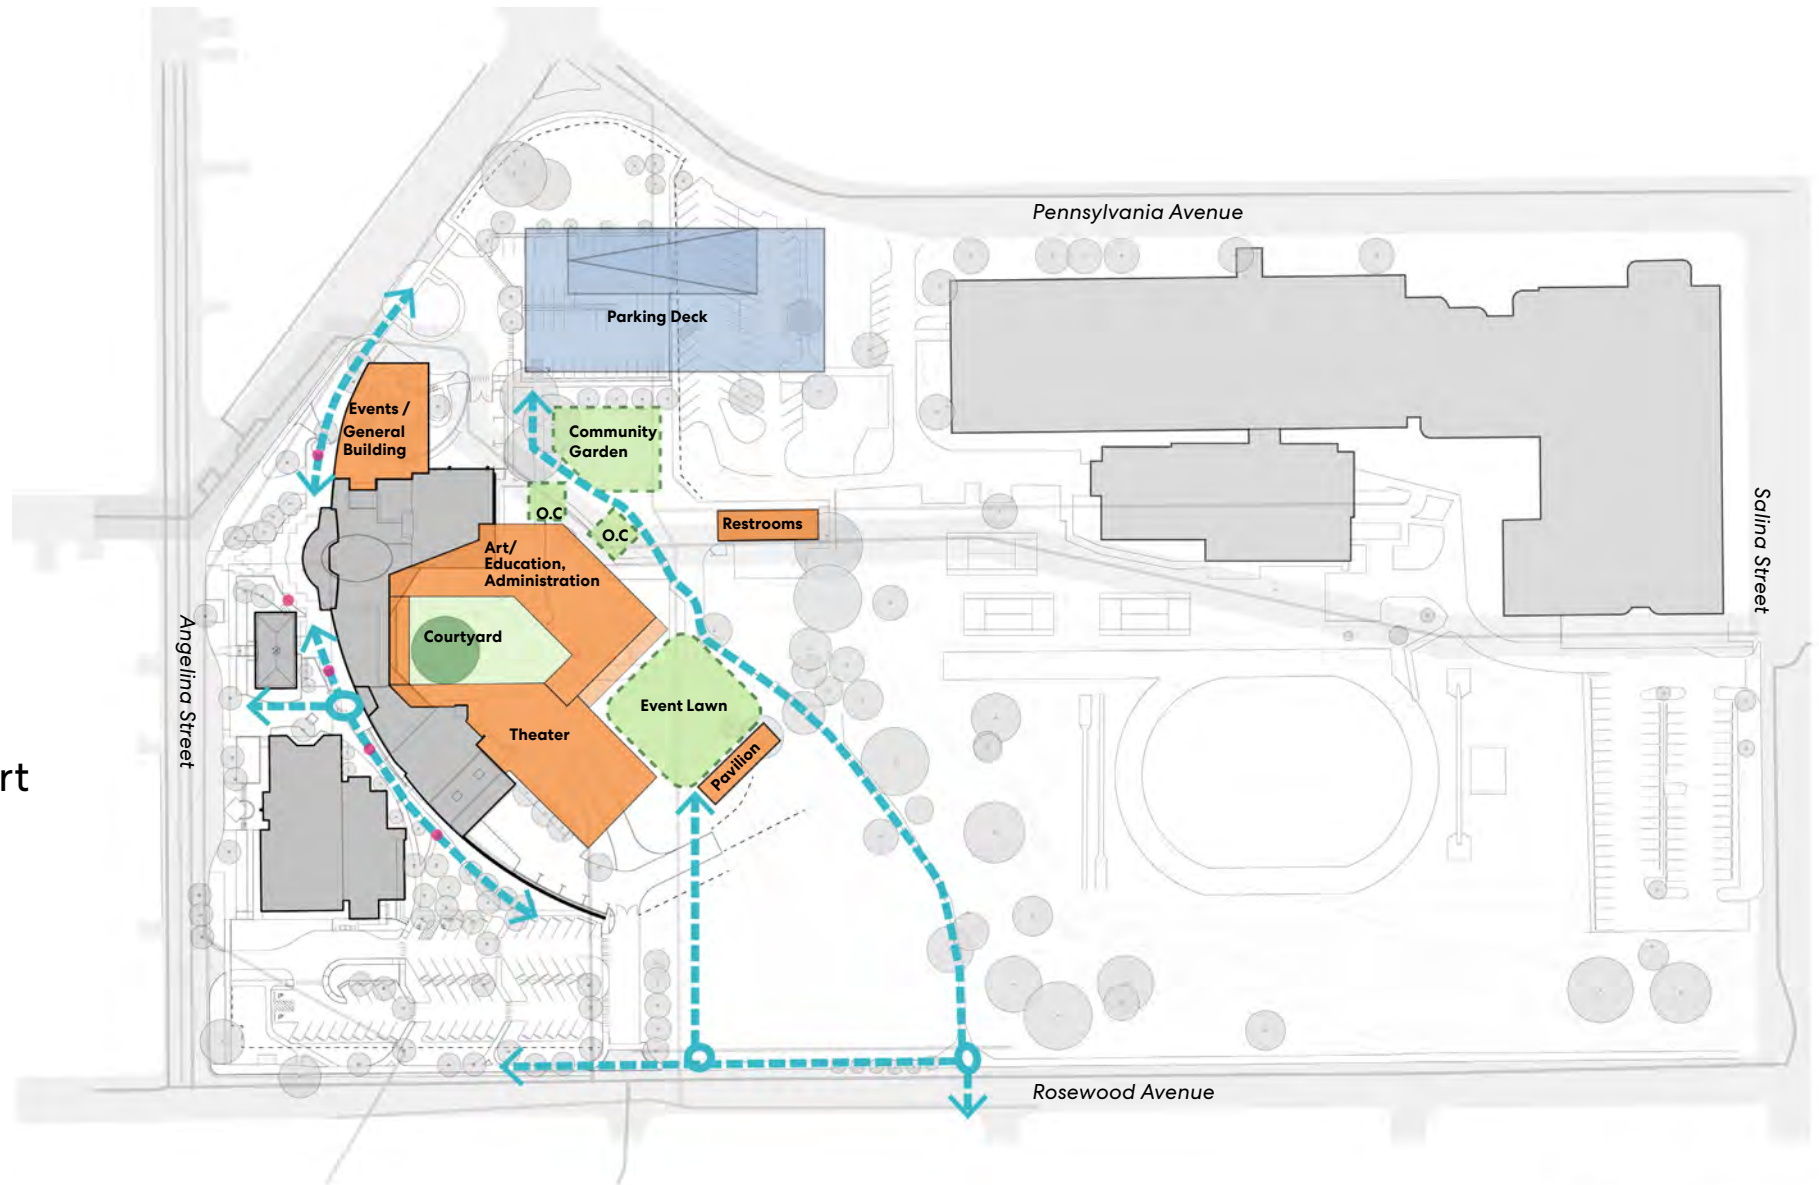 Pennsylvania Avenue
Parking Deck
Events /
General
Building
Community
Garden
O.C
O.C
Restrooms
Art/
Education,
Administration
Salina Street
Courtyard
Angelina Street
Event Lawn
Theater
Pavilion
rt
Rosewood Avenue